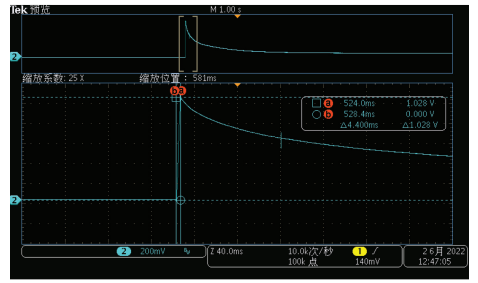 Tek 预览 M 1.00 s
2
缩放系数: 25 X 缩放位置: 581ms
b a
a 524.0ms 1.028 V
b 528.4ms 0.000 V
Δ4.400ms Δ1.028 V
2
2 200mV Z 40.0ms 10.0k次/秒 1 / 2 6月 2022
100k 点 140mV 12:47:05